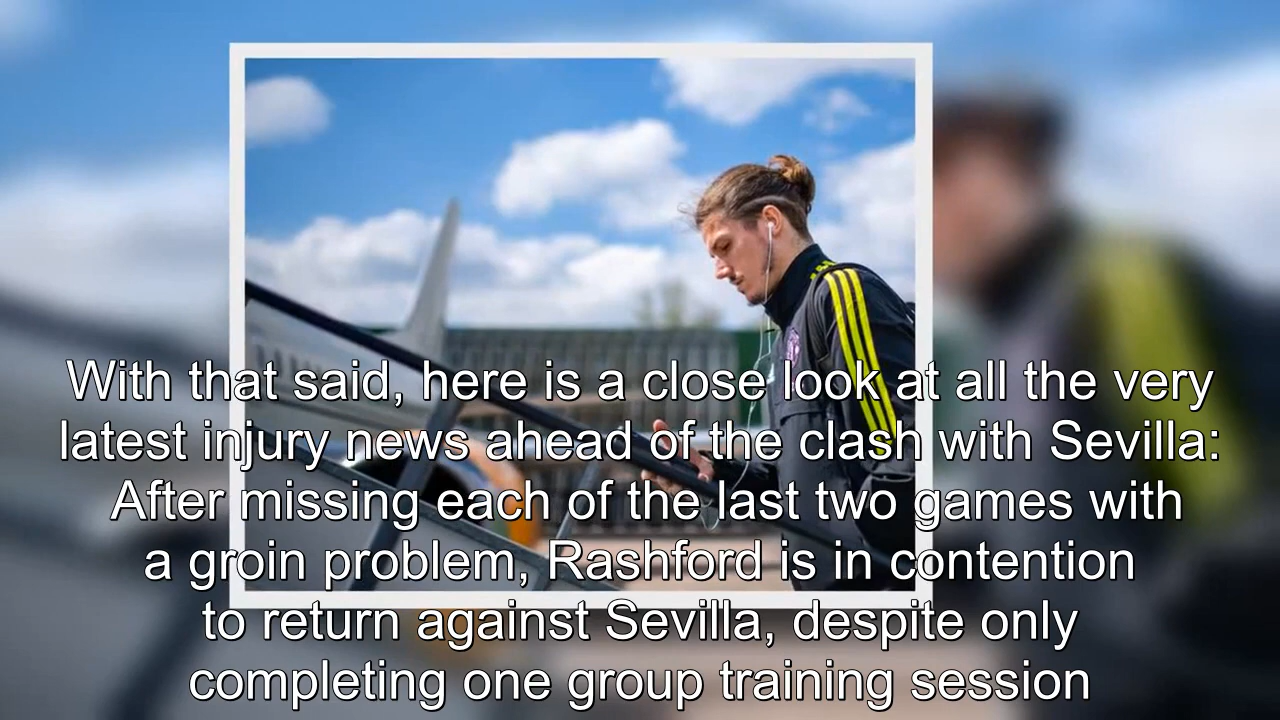 With that said, here is a close look at all the very
latest injury news ahead of the clash with Sevilla:
After missing each of the last two games with
a groin problem, Rashford is in contention
to return against Sevilla, despite only
completing one group training session